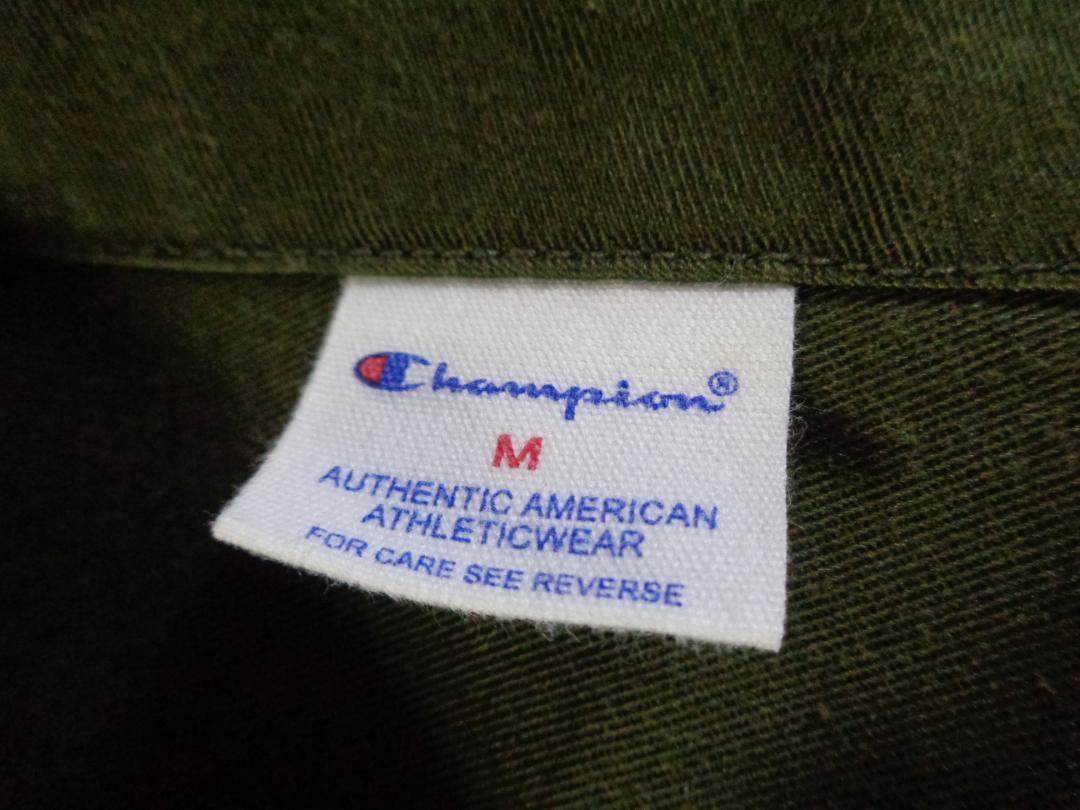 Champion®
M
AUTHENTIC AMERICAN
ATHLETICWEAR
FOR CARE SEE REVERSE